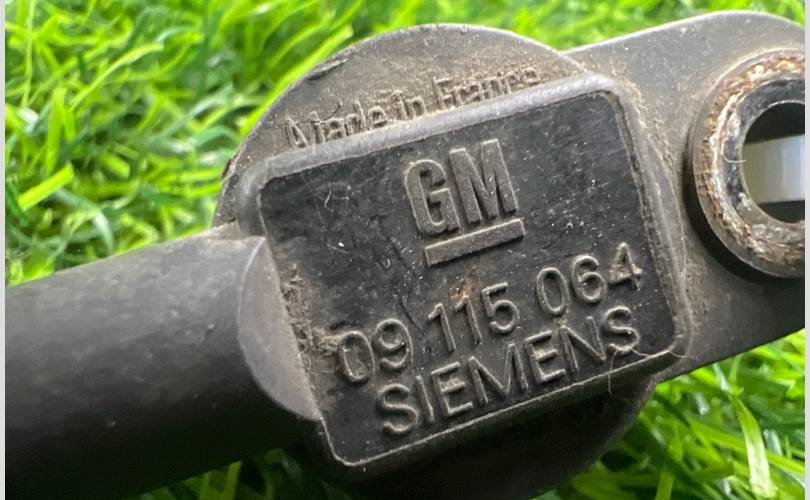 Made in France
GM
09 115 064
SIEMENS